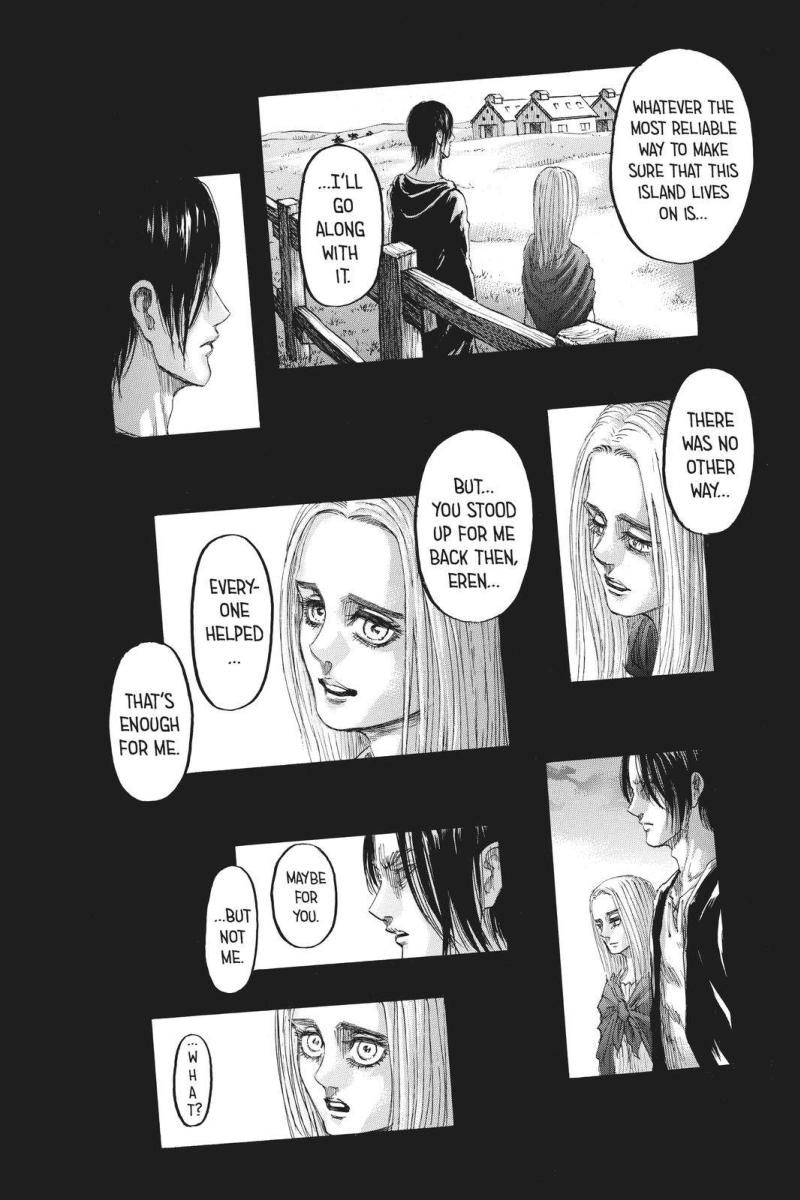 WHATEVER THE
MOST RELIABLE
WAY TO MAKE
SURE THAT THIS
ISLAND LIVES
ON IS...
...I'LL
GO
ALONG
WITH
IT.
THERE
WAS NO
OTHER
WAY...
BUT...
YOU STOOD
UP FOR ME
BACK THEN,
EREN...
EVERY-
ONE
HELPED
...
THAT'S
ENOUGH
FOR ME.
MAYBE
FOR
YOU.
...BUT
NOT
ME.
...
W
H
A
T?